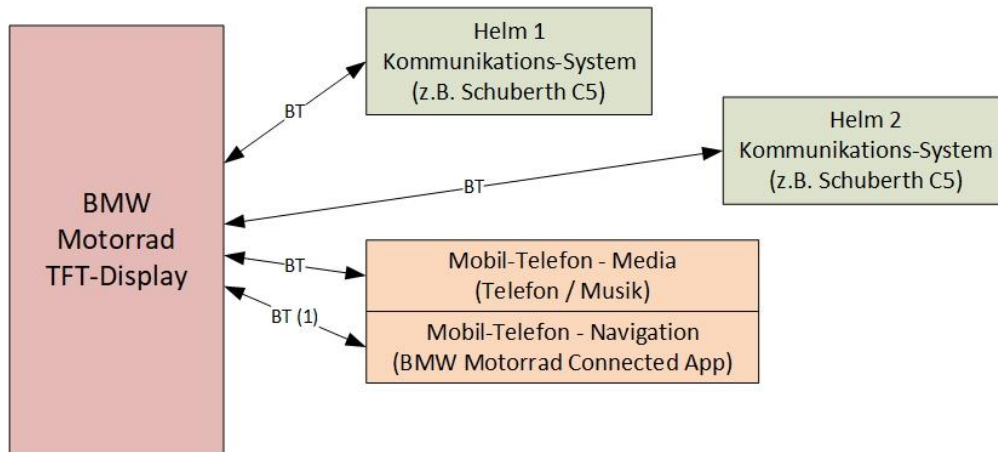 BMW
Motorrad
TFT-Display
BT
Helm 1
Kommunikations-System
(z.B. Schuberth C5)
BT
Helm 2
Kommunikations-System
(z.B. Schuberth C5)
BT
Mobil-Telefon - Media
(Telefon / Musik)
BT (1)
Mobil-Telefon - Navigation
(BMW Motorrad Connected App)